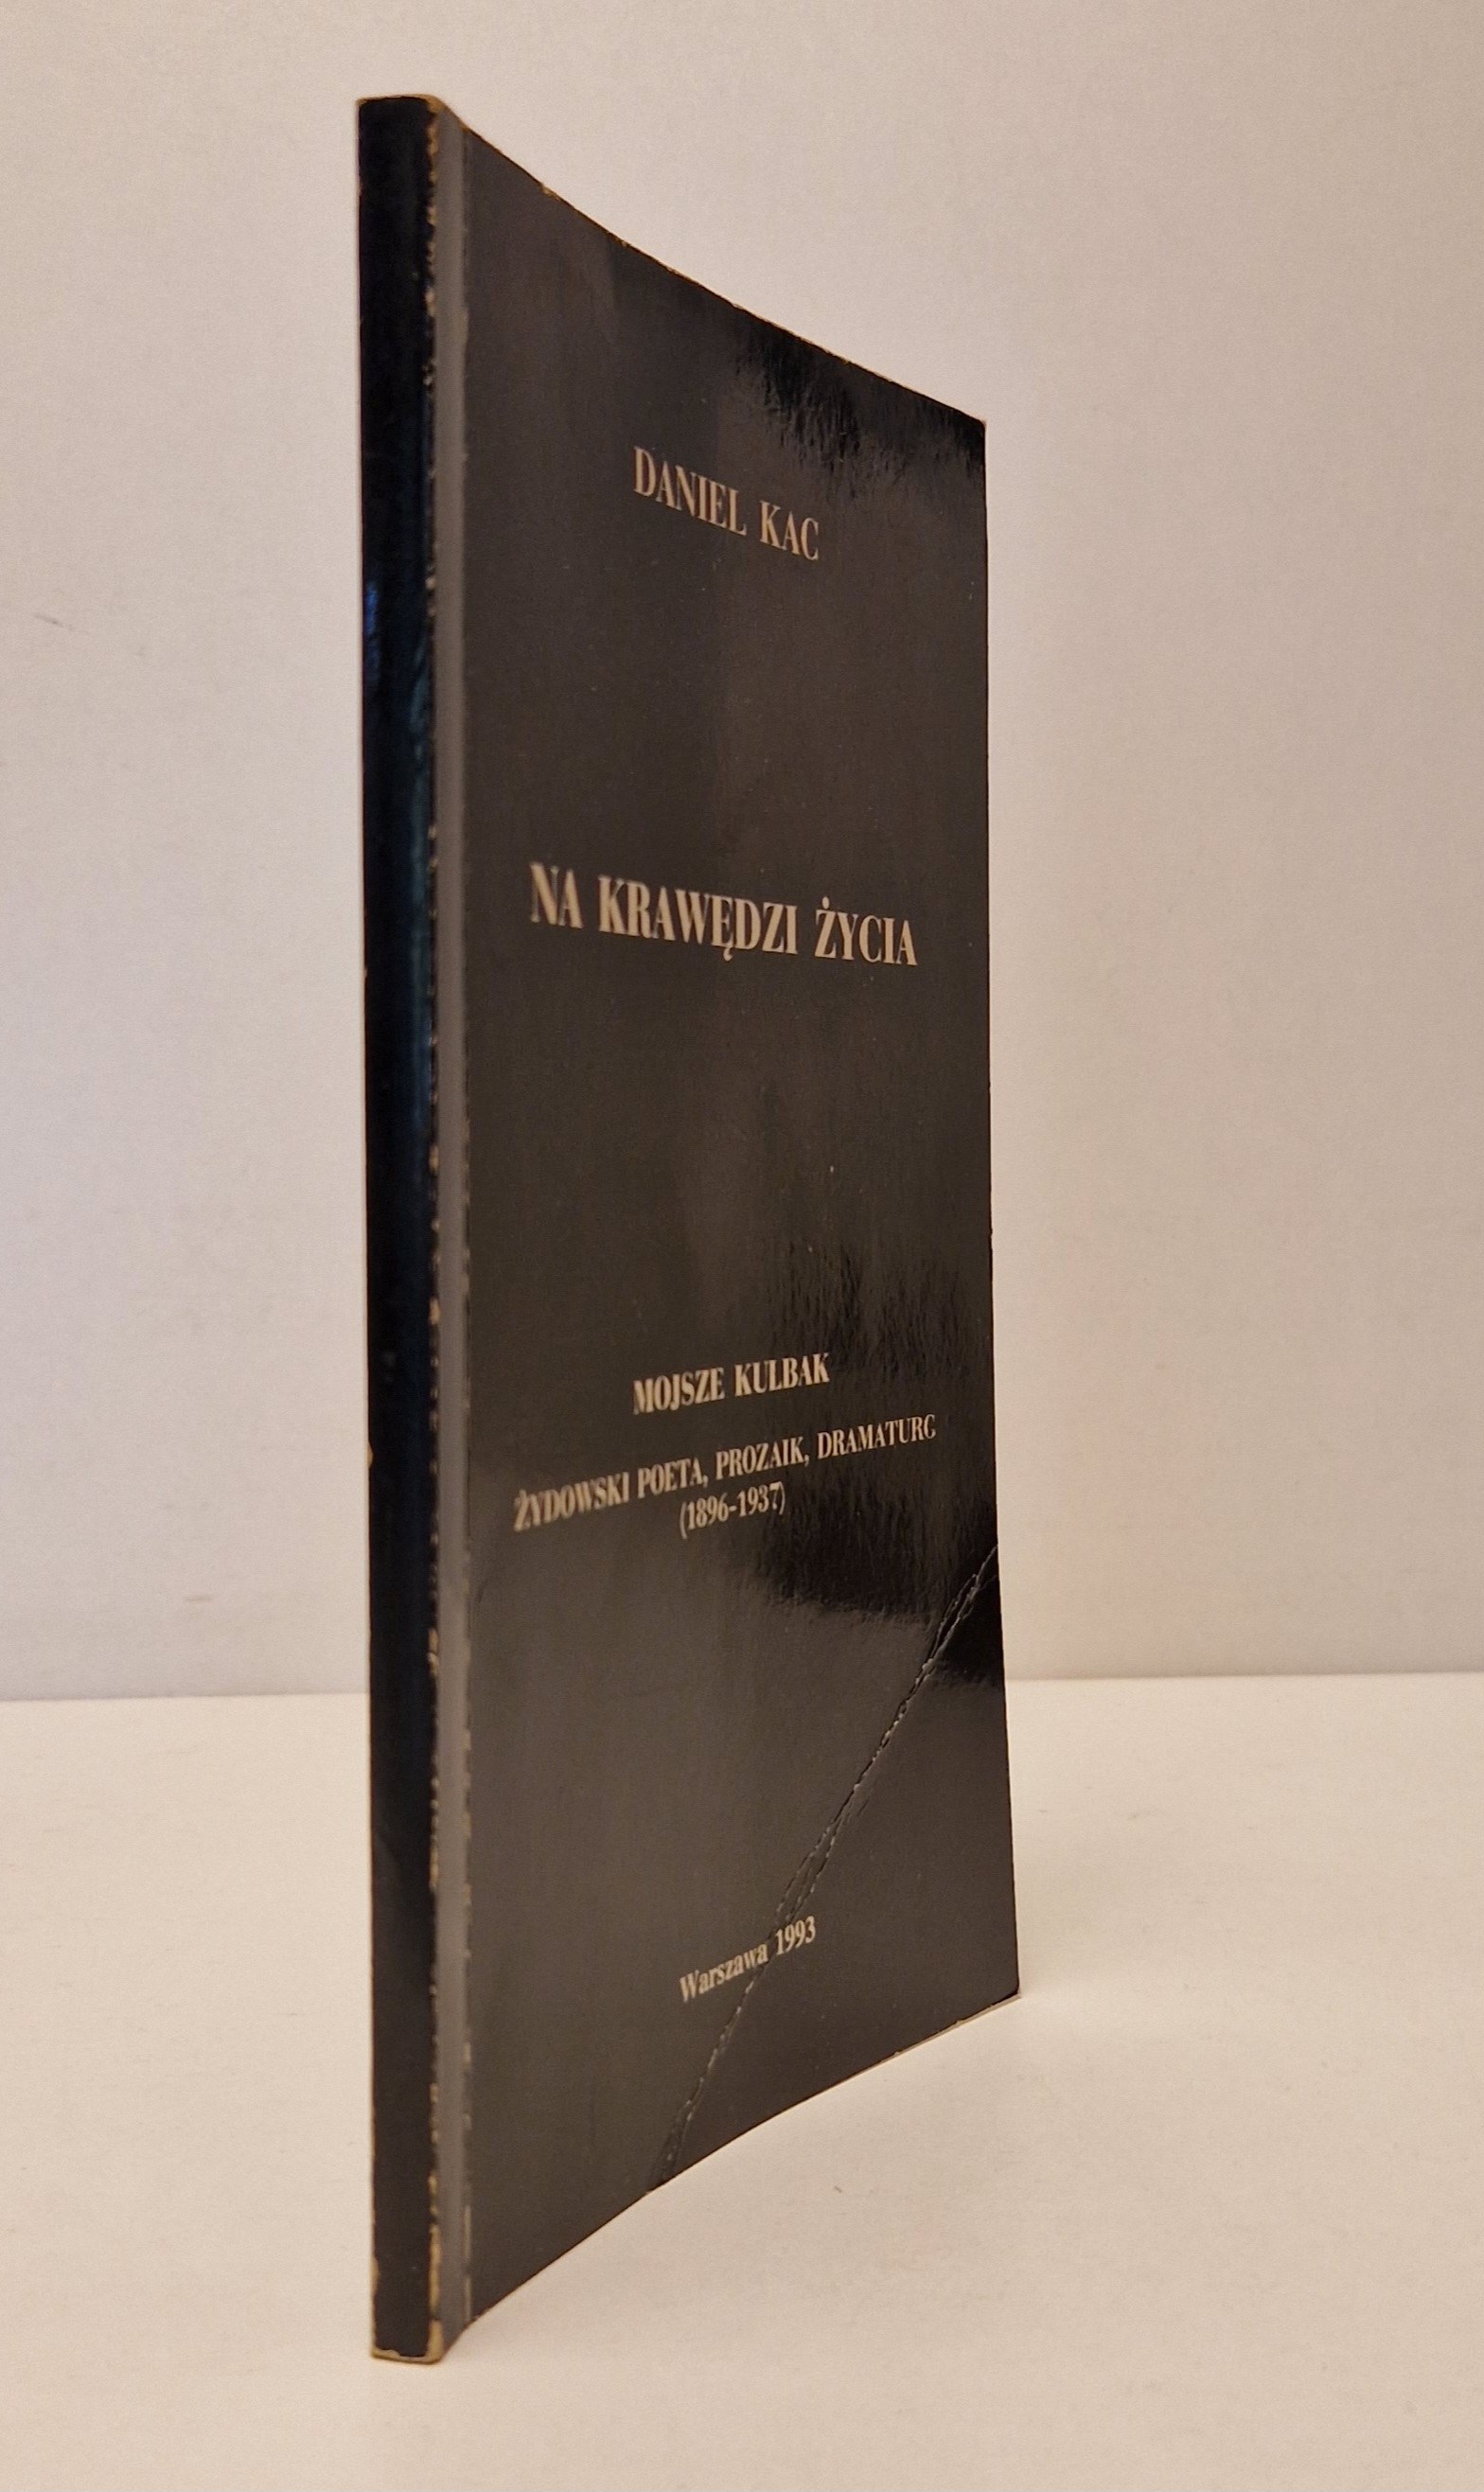 DANIEL KAC
NA KRAWĘDZI ŻYCIA
MOJSZE KULBAK
ŻYDOWSKI POETA, PROZAIK, DRAMATURG
(1896-1937)
Warszawa 1993